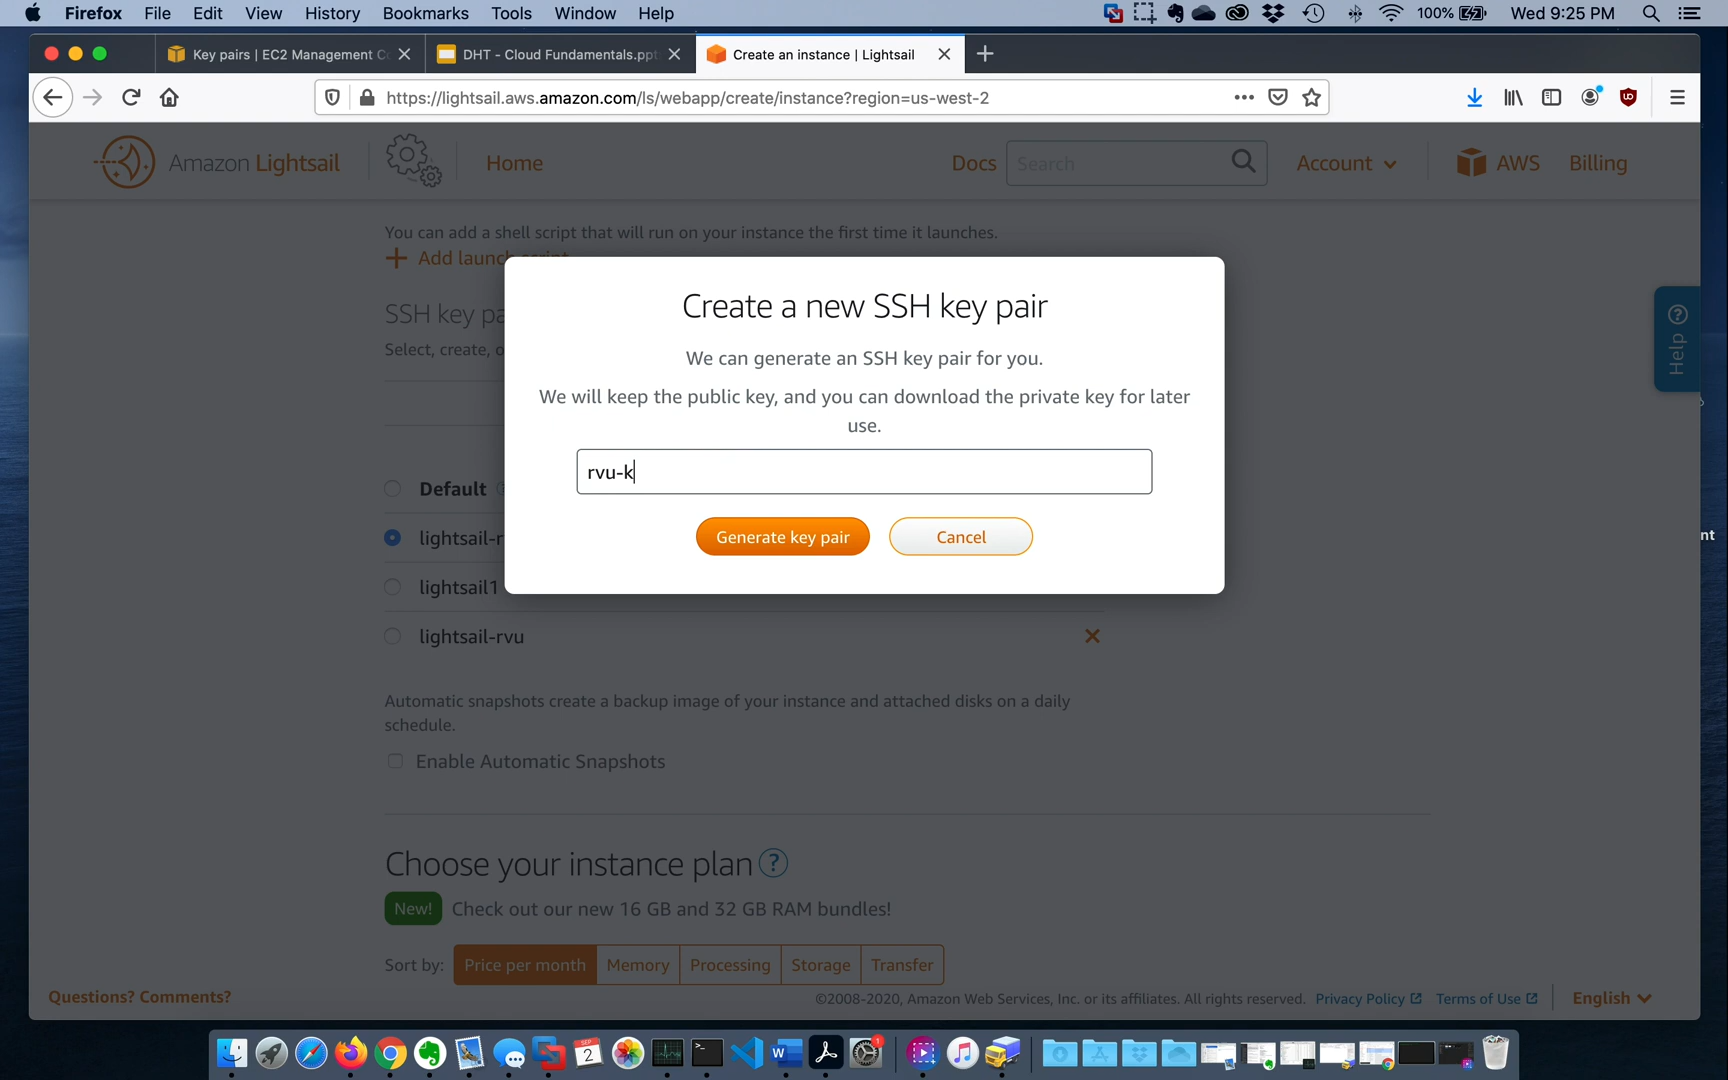 Firefox File Edit View History Bookmarks Tools Window Help 100% Wed 9:25 PM
Key pairs | EC2 Management Co
DHT - Cloud Fundamentals.ppt
Create an instance | Lightsail
https://lightsail.aws.amazon.com/ls/webapp/create/instance?region=us-west-2
Amazon Lightsail Home Docs Search Account AWS Billing
You can add a shell script that will run on your instance the first time it launches.
Add launch script
Create a new SSH key pair
SSH key pa
Select, create, o
We can generate an SSH key pair for you.
We will keep the public key, and you can download the private key for later
use.
rvu-k
Generate key pair Cancel
Help
Default
lightsail-r
nt
lightsail1
lightsail-rvu
Automatic snapshots create a backup image of your instance and attached disks on a daily
schedule.
Enable Automatic Snapshots
Choose your instance plan ?
New! Check out our new 16 GB and 32 GB RAM bundles!
Sort by: Price per month Memory Processing Storage Transfer
Questions? Comments?
©2008-2020, Amazon Web Services, Inc. or its affiliates. All rights reserved. Privacy Policy Terms of Use English
SEP
2
1